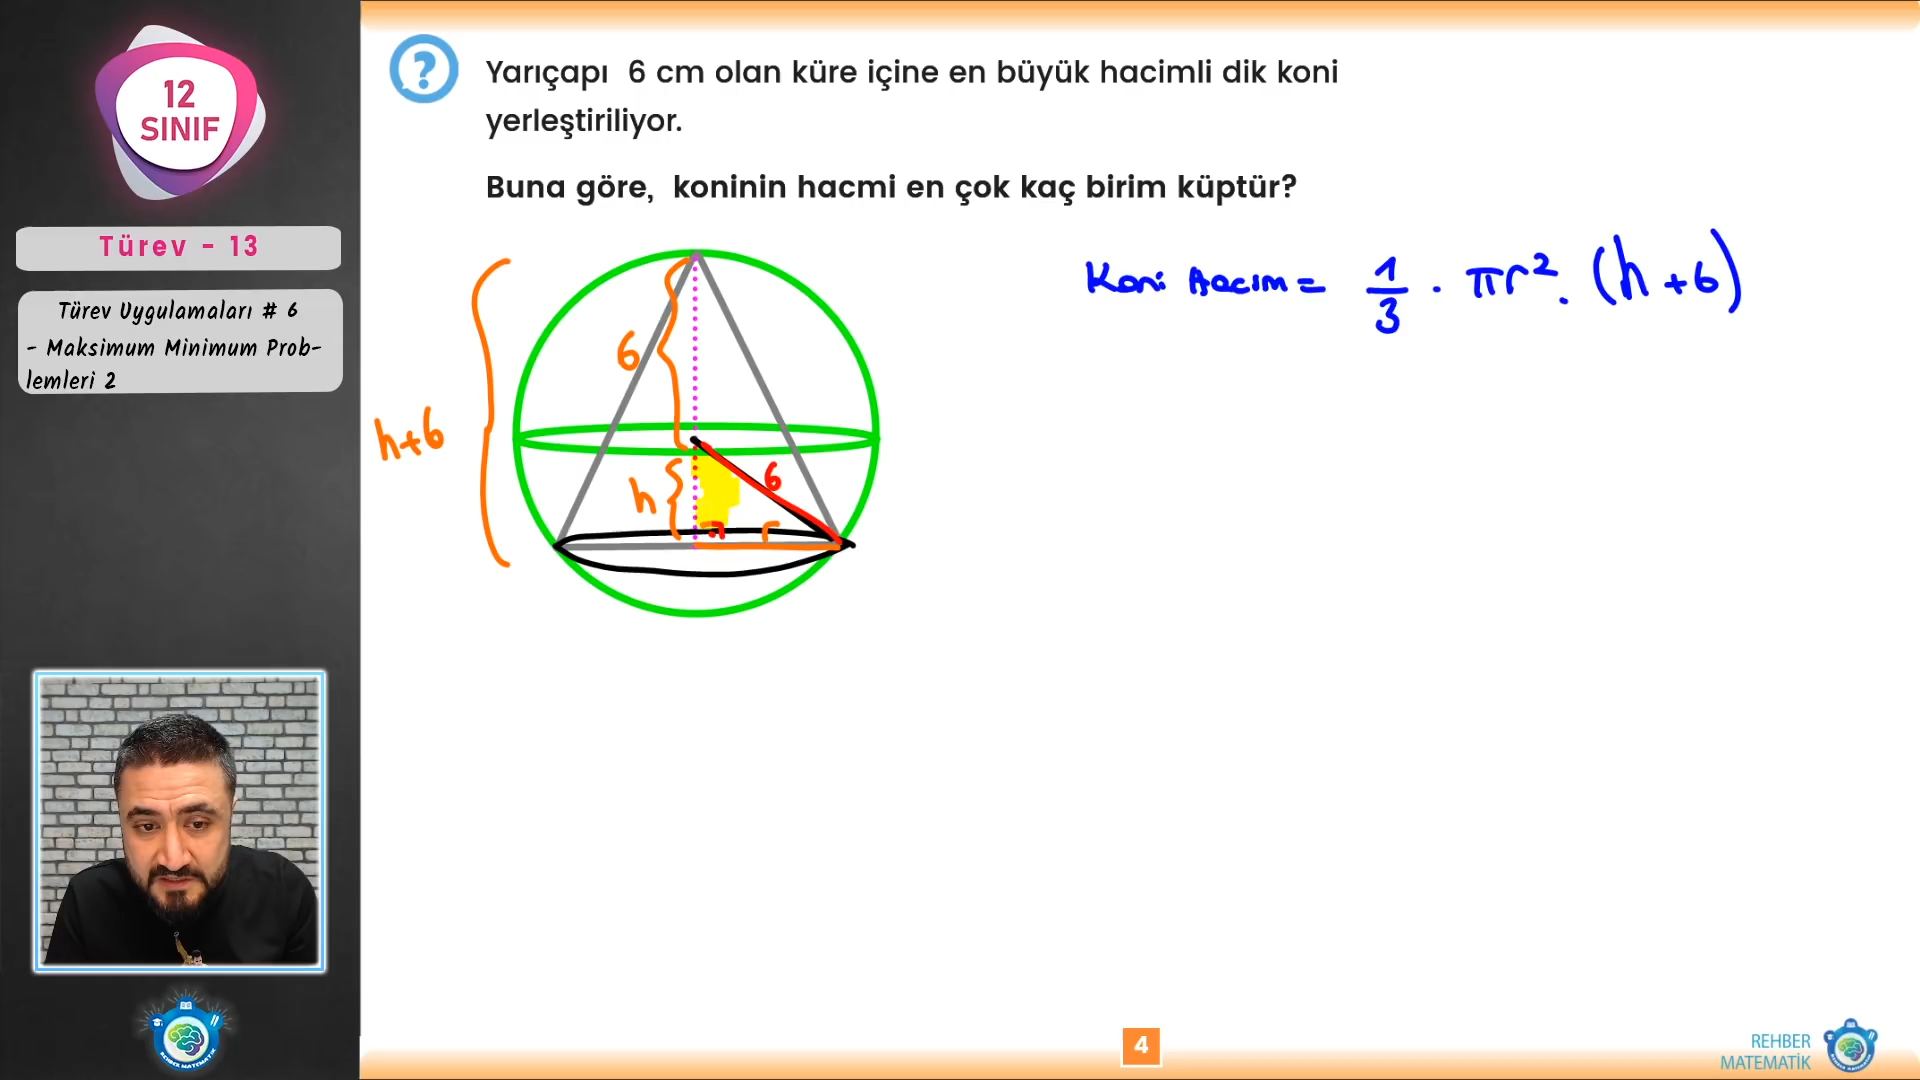 12
SINIF
Türev - 13
Türev Uygulamaları # 6
- Maksimum Minimum Prob-
lemleri 2
?
Yarıçapı 6 cm olan küre içine en büyük hacimli dik koni
yerleştiriliyor.
Buna göre, koninin hacmi en çok kaç birim küptür?
Koni Hacim = 1/3 · πr² · (h+6)
6
h+6
h
6
r
4
REHBER
MATEMATİK
REHBER MATEMATİK